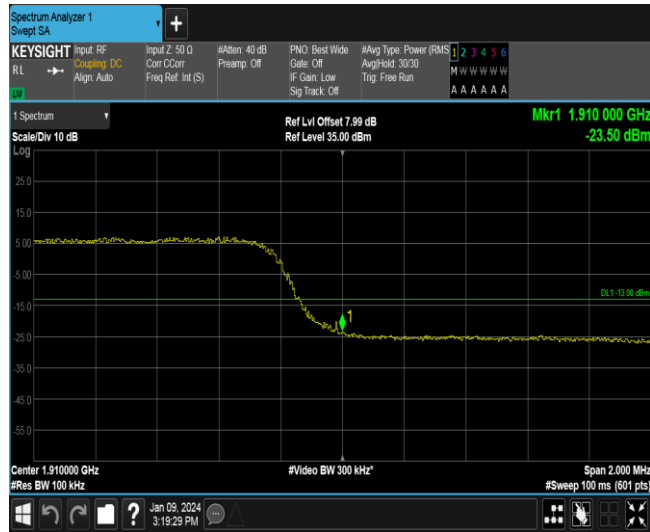 Spectrum Analyzer 1
Swept SA
+
KEYSIGHT
RL
LXI
Input: RF
Coupling: DC
Align: Auto
Input Z: 50 Ω
Corr CCorr
Freq Ref: Int (S)
#Atten: 40 dB
Preamp: Off
PNO: Best Wide
Gate: Off
IF Gain: Low
Sig Track: Off
#Avg Type: Power (RMS
Avg|Hold: 30/30
Trig: Free Run
1 2 3 4 5 6
M W W W W W
A A A A A A
1 Spectrum
Scale/Div 10 dB
Log
Ref Lvl Offset 7.99 dB
Ref Level 35.00 dBm
Mkr1 1.910 000 GHz
-23.50 dBm
25.0
15.0
5.00
-5.00
DL1 -13.00 dBm
-15.0
1
-25.0
-35.0
-45.0
-55.0
Center 1.910000 GHz
#Res BW 100 kHz
#Video BW 300 kHz*
Span 2.000 MHz
#Sweep 100 ms (601 pts)
?
Jan 09, 2024
3:19:29 PM